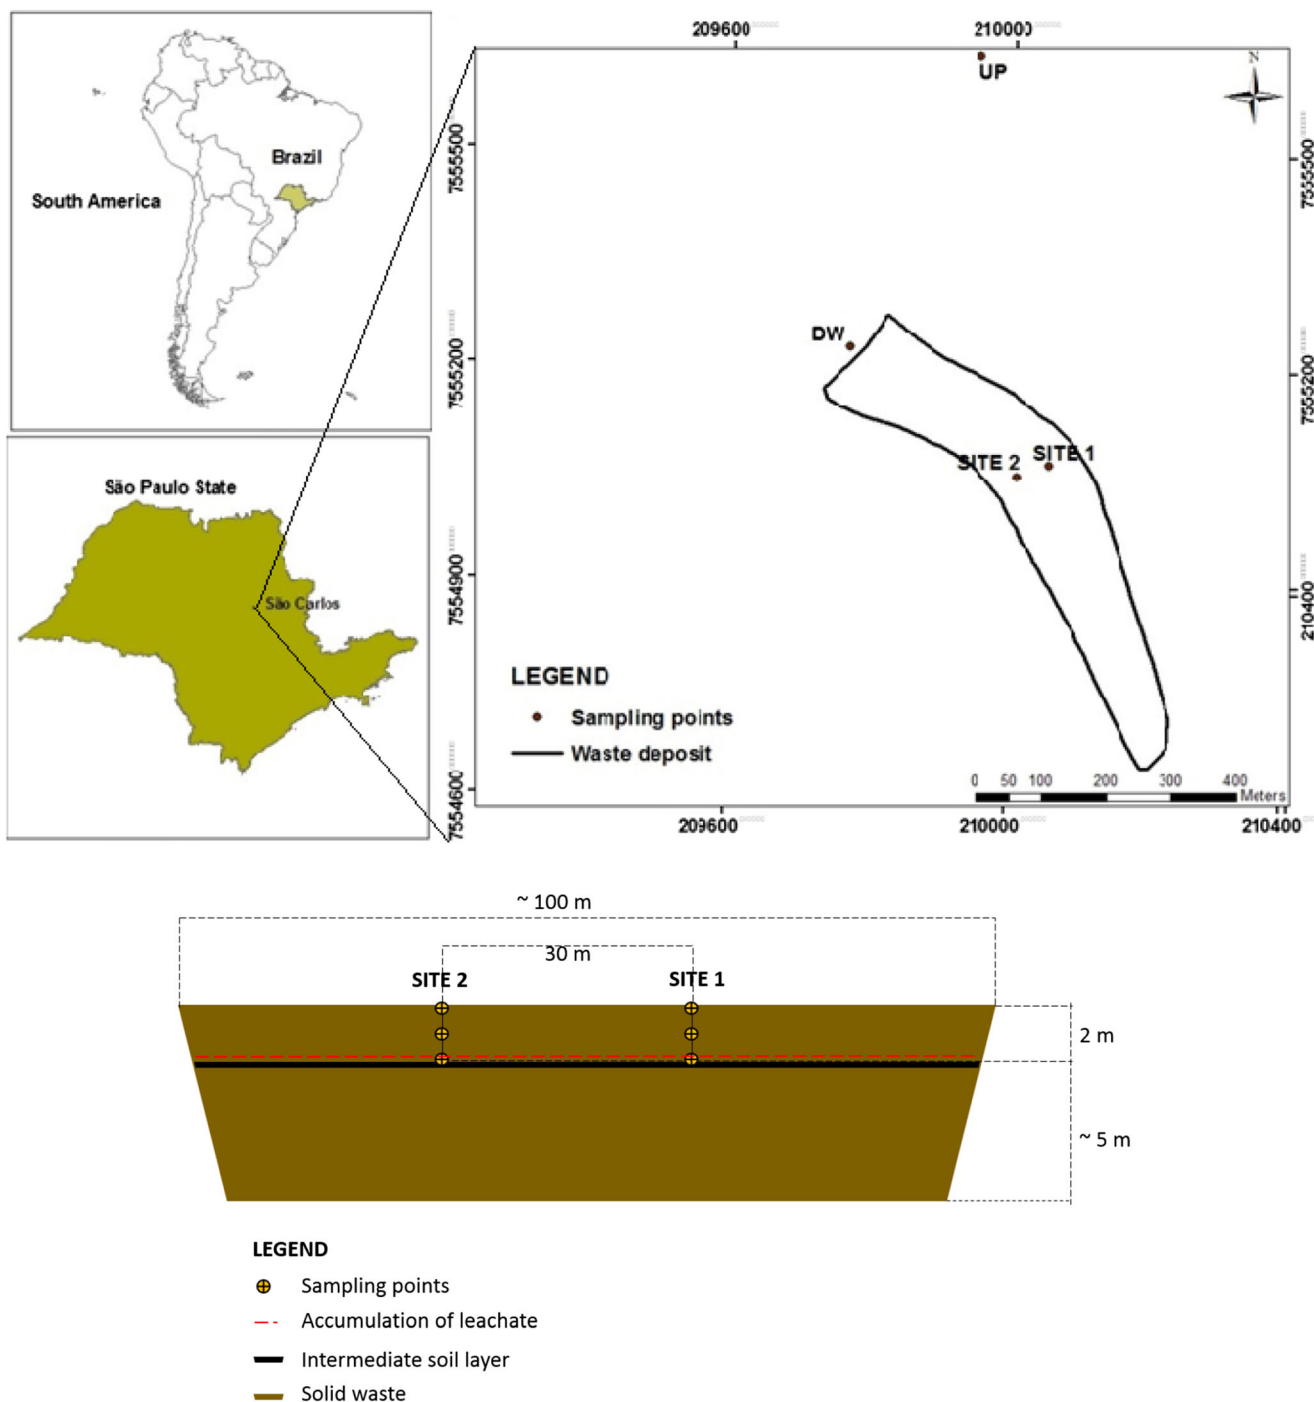 South America
Brazil
São Paulo State
São Carlos
209600
210000
N
UP
7555500
7555500
DW
7555200
7555200
SITE 1
SITE 2
7554900
210400
LEGEND
Sampling points
Waste deposit
0 50 100 200 300 400
Meters
7554600
209600
210000
210400
~ 100 m
30 m
SITE 2
SITE 1
2 m
~ 5 m
LEGEND
Sampling points
Accumulation of leachate
Intermediate soil layer
Solid waste